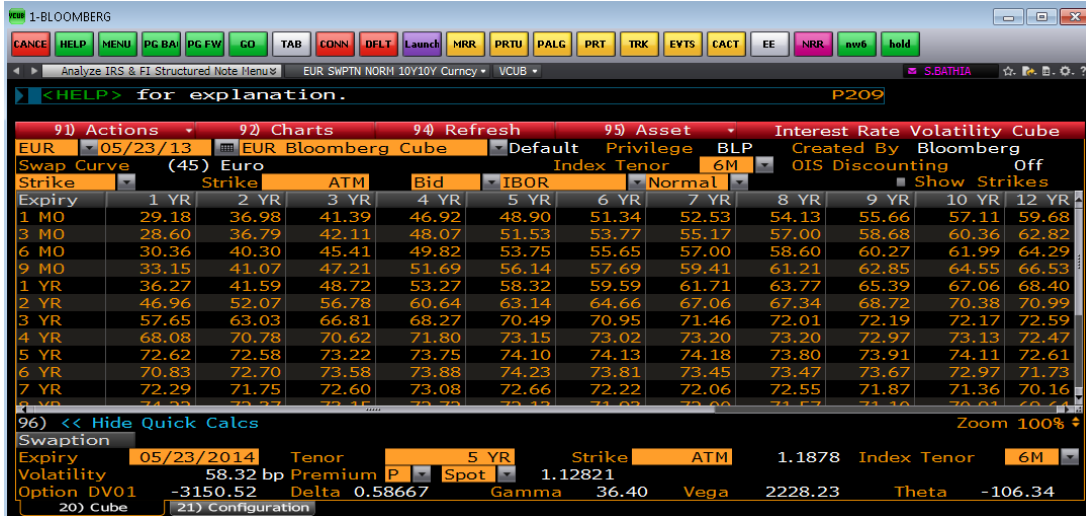 1-BLOOMBERG
CANCE HELP MENU PG BA PG FW GO TAB CONN DFLT Launch MRR PRTU PALG PRT TRK EVTS CACT EE NRR nw6 hold
Analyze IRS & FI Structured Note Menu EUR SWPTN NORM 10Y10Y Curncy VCUB S.BATHIA
<HELP> for explanation. P209
91) Actions 92) Charts 94) Refresh 95) Asset Interest Rate Volatility Cube
EUR 05/23/13 EUR Bloomberg Cube Default Privilege BLP Created By Bloomberg
Swap Curve (45) Euro Index Tenor 6M OIS Discounting Off
Strike Strike ATM Bid IBOR Normal Show Strikes
Expiry 1 YR 2 YR 3 YR 4 YR 5 YR 6 YR 7 YR 8 YR 9 YR 10 YR 12 YR
1 MO 29.18 36.98 41.39 46.92 48.90 51.34 52.53 54.13 55.66 57.11 59.68
3 MO 28.60 36.79 42.11 48.07 51.53 53.77 55.17 57.00 58.68 60.36 62.82
6 MO 30.36 40.30 45.41 49.82 53.75 55.65 57.00 58.60 60.27 61.99 64.29
9 MO 33.15 41.07 47.21 51.69 56.14 57.69 59.41 61.21 62.85 64.55 66.53
1 YR 36.27 41.59 48.72 53.27 58.32 59.59 61.71 63.77 65.39 67.06 68.40
2 YR 46.96 52.07 56.78 60.64 63.14 64.66 67.06 67.34 68.72 70.38 70.99
3 YR 57.65 63.03 66.81 68.27 70.49 70.95 71.46 72.01 72.19 72.17 72.59
4 YR 68.08 70.78 70.62 71.80 73.15 73.02 73.20 73.20 72.97 73.13 72.47
5 YR 72.62 72.58 73.22 73.75 74.10 74.13 74.18 73.80 73.91 74.11 72.61
6 YR 70.83 72.70 73.58 73.88 74.23 73.81 73.45 73.47 73.67 72.97 71.73
7 YR 72.29 71.75 72.60 73.08 72.66 72.22 72.06 72.55 71.87 71.36 70.16
96) << Hide Quick Calcs Zoom 100%
Swaption
Expiry 05/23/2014 Tenor 5 YR Strike ATM 1.1878 Index Tenor 6M
Volatility 58.32 bp Premium P Spot 1.12821
Option DV01 -3150.52 Delta 0.58667 Gamma 36.40 Vega 2228.23 Theta -106.34
20) Cube 21) Configuration